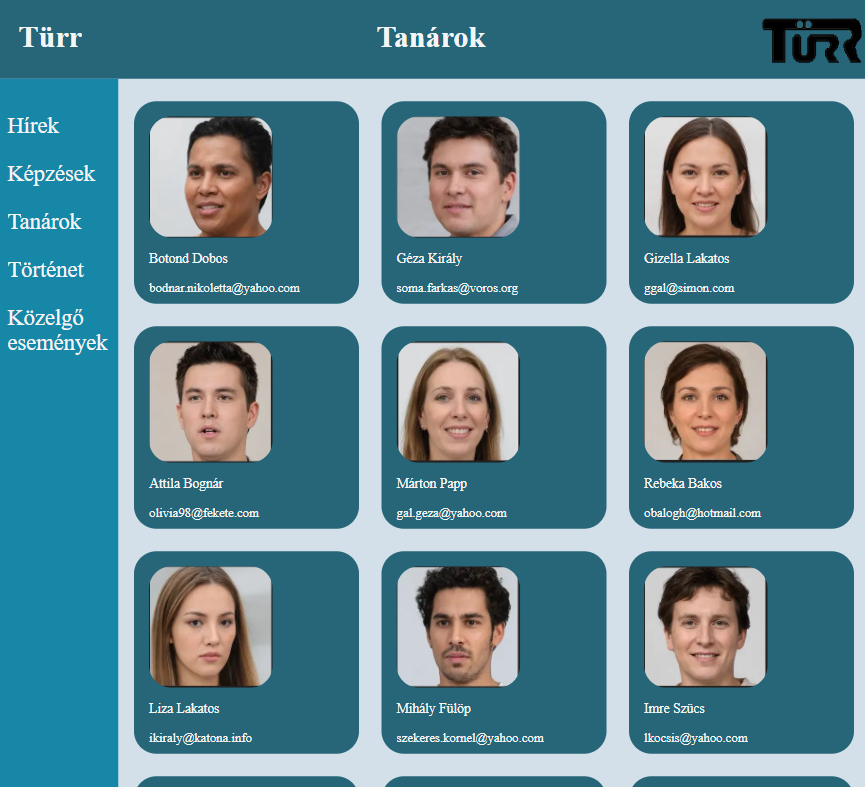 Türr
Tanárok
TÜRR
Hírek
Képzések
Tanárok
Történet
Közelgő
események
Botond Dobos
bodnar.nikoletta@yahoo.com
Géza Király
soma.farkas@voros.org
Gizella Lakatos
ggal@simon.com
Attila Bognár
olivia98@fekete.com
Márton Papp
gal.geza@yahoo.com
Rebeka Bakos
obalogh@hotmail.com
Liza Lakatos
ikiraly@katona.info
Mihály Fülöp
szekeres.kornel@yahoo.com
Imre Szücs
lkocsis@yahoo.com